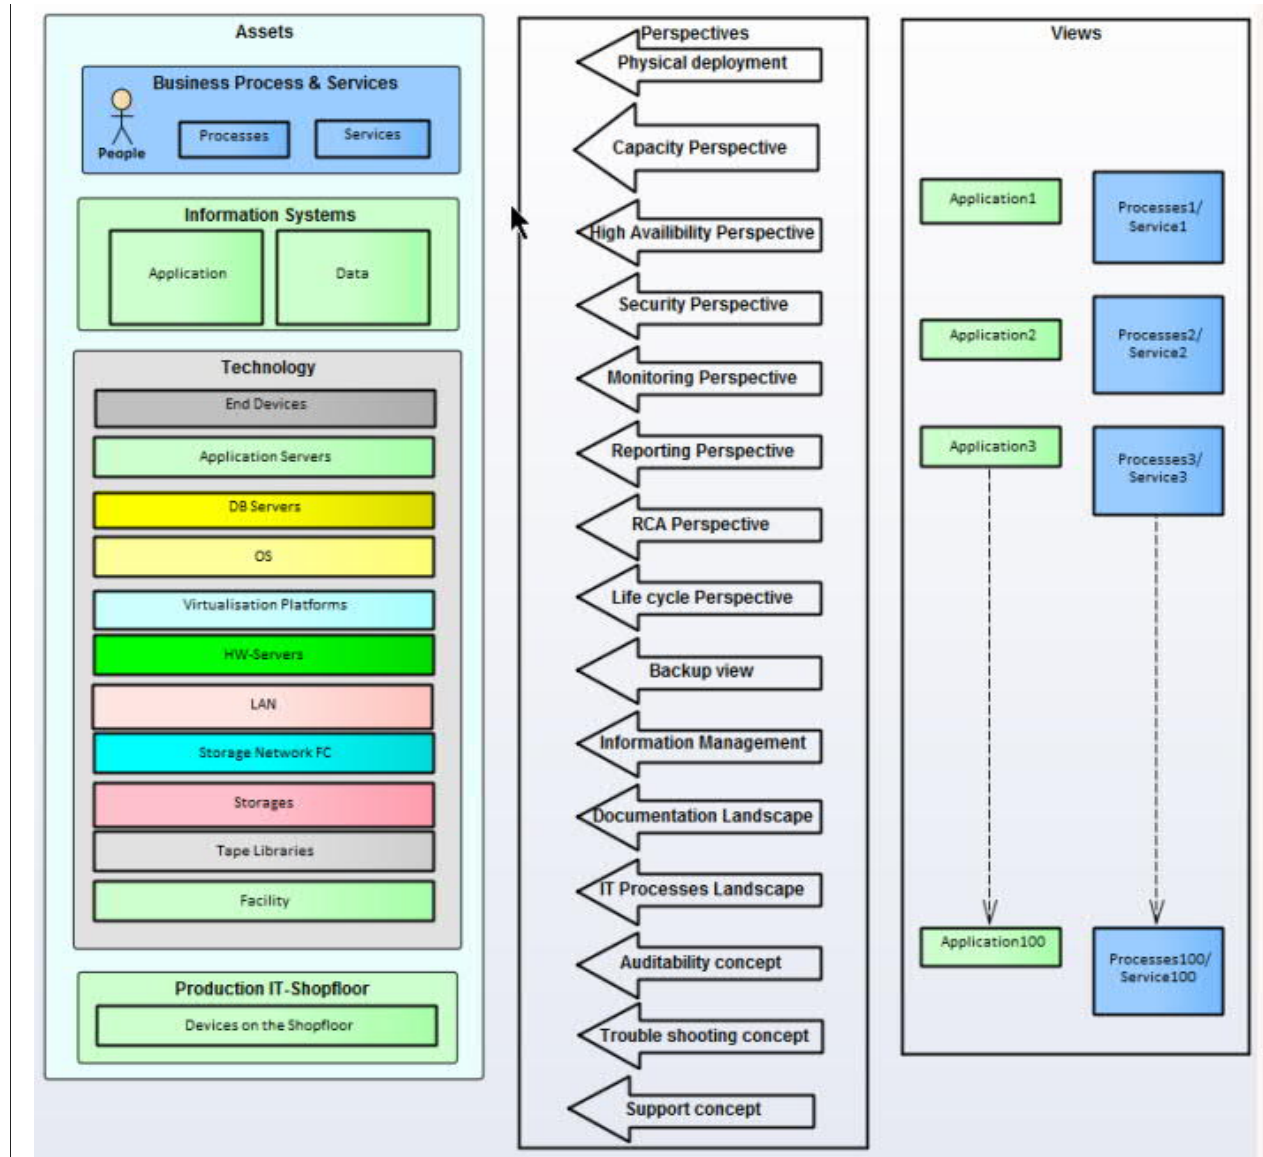 Assets
Business Process & Services
People
Processes
Services
Information Systems
Application
Data
Technology
End Devices
Application Servers
DB Servers
OS
Virtualisation Platforms
HW-Servers
LAN
Storage Network FC
Storages
Tape Libraries
Facility
Production IT-Shopfloor
Devices on the Shopfloor
Perspectives
Physical deployment
Capacity Perspective
High Availibility Perspective
Security Perspective
Monitoring Perspective
Reporting Perspective
RCA Perspective
Life cycle Perspective
Backup view
Information Management
Documentation Landscape
IT Processes Landscape
Auditability concept
Trouble shooting concept
Support concept
Views
Application1
Processes1/
Service1
Application2
Processes2/
Service2
Application3
Processes3/
Service3
Application100
Processes100/
Service100